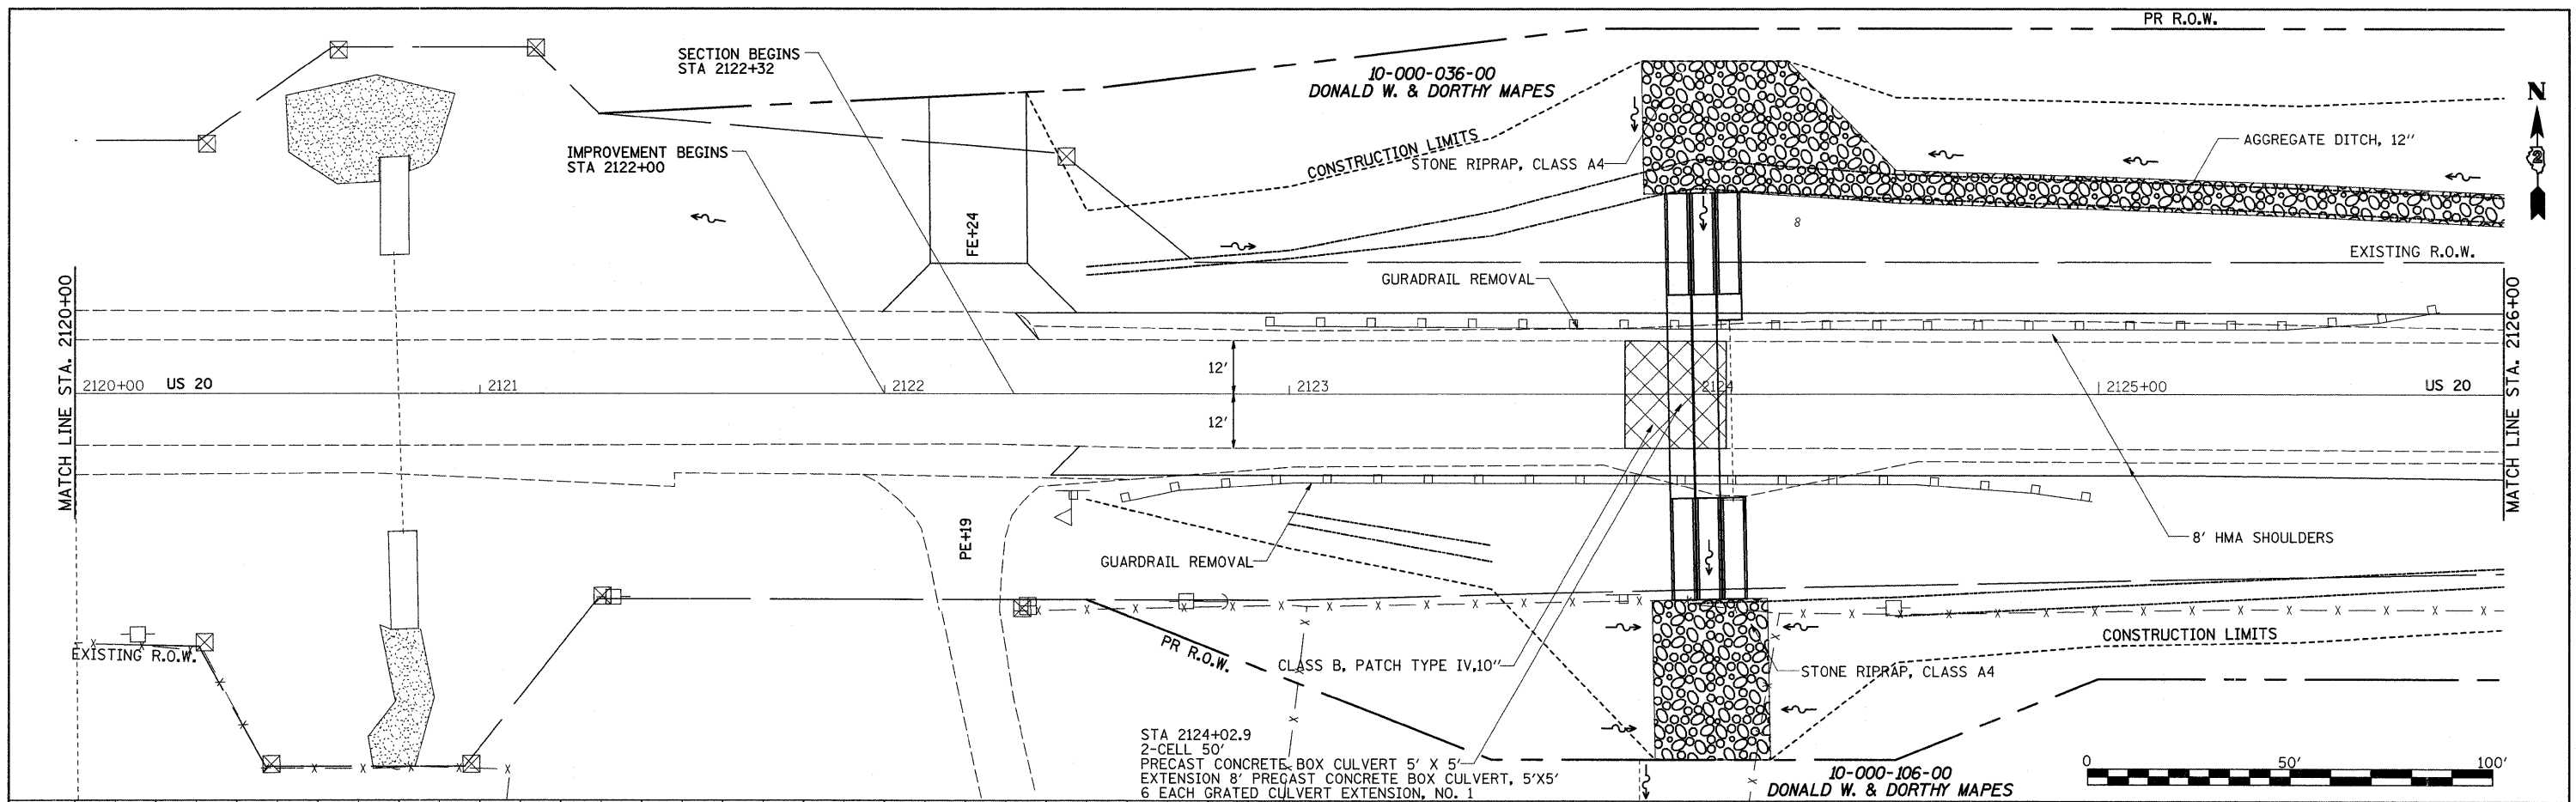 PR R.O.W.
SECTION BEGINS
STA 2122+32
10-000-036-00
DONALD W. & DORTHY MAPES
N
2
IMPROVEMENT BEGINS
STA 2122+00
CONSTRUCTION LIMITS
STONE RIPRAP, CLASS A4
AGGREGATE DITCH, 12"
FE+24
8
EXISTING R.O.W.
GURADRAIL REMOVAL
MATCH LINE STA. 2120+00
MATCH LINE STA. 2126+00
12'
2120+00 US 20
2121
2122
2123
2124
2125+00
US 20
12'
PE+19
GUARDRAIL REMOVAL
8' HMA SHOULDERS
EXISTING R.O.W.
PR R.O.W.
CLASS B, PATCH TYPE IV,10"
CONSTRUCTION LIMITS
STONE RIPRAP, CLASS A4
STA 2124+02.9
2-CELL 50'
PRECAST CONCRETE BOX CULVERT 5' X 5'
EXTENSION 8' PRECAST CONCRETE BOX CULVERT, 5'X5'
6 EACH GRATED CULVERT EXTENSION, NO. 1
10-000-106-00
DONALD W. & DORTHY MAPES
0 50' 100'